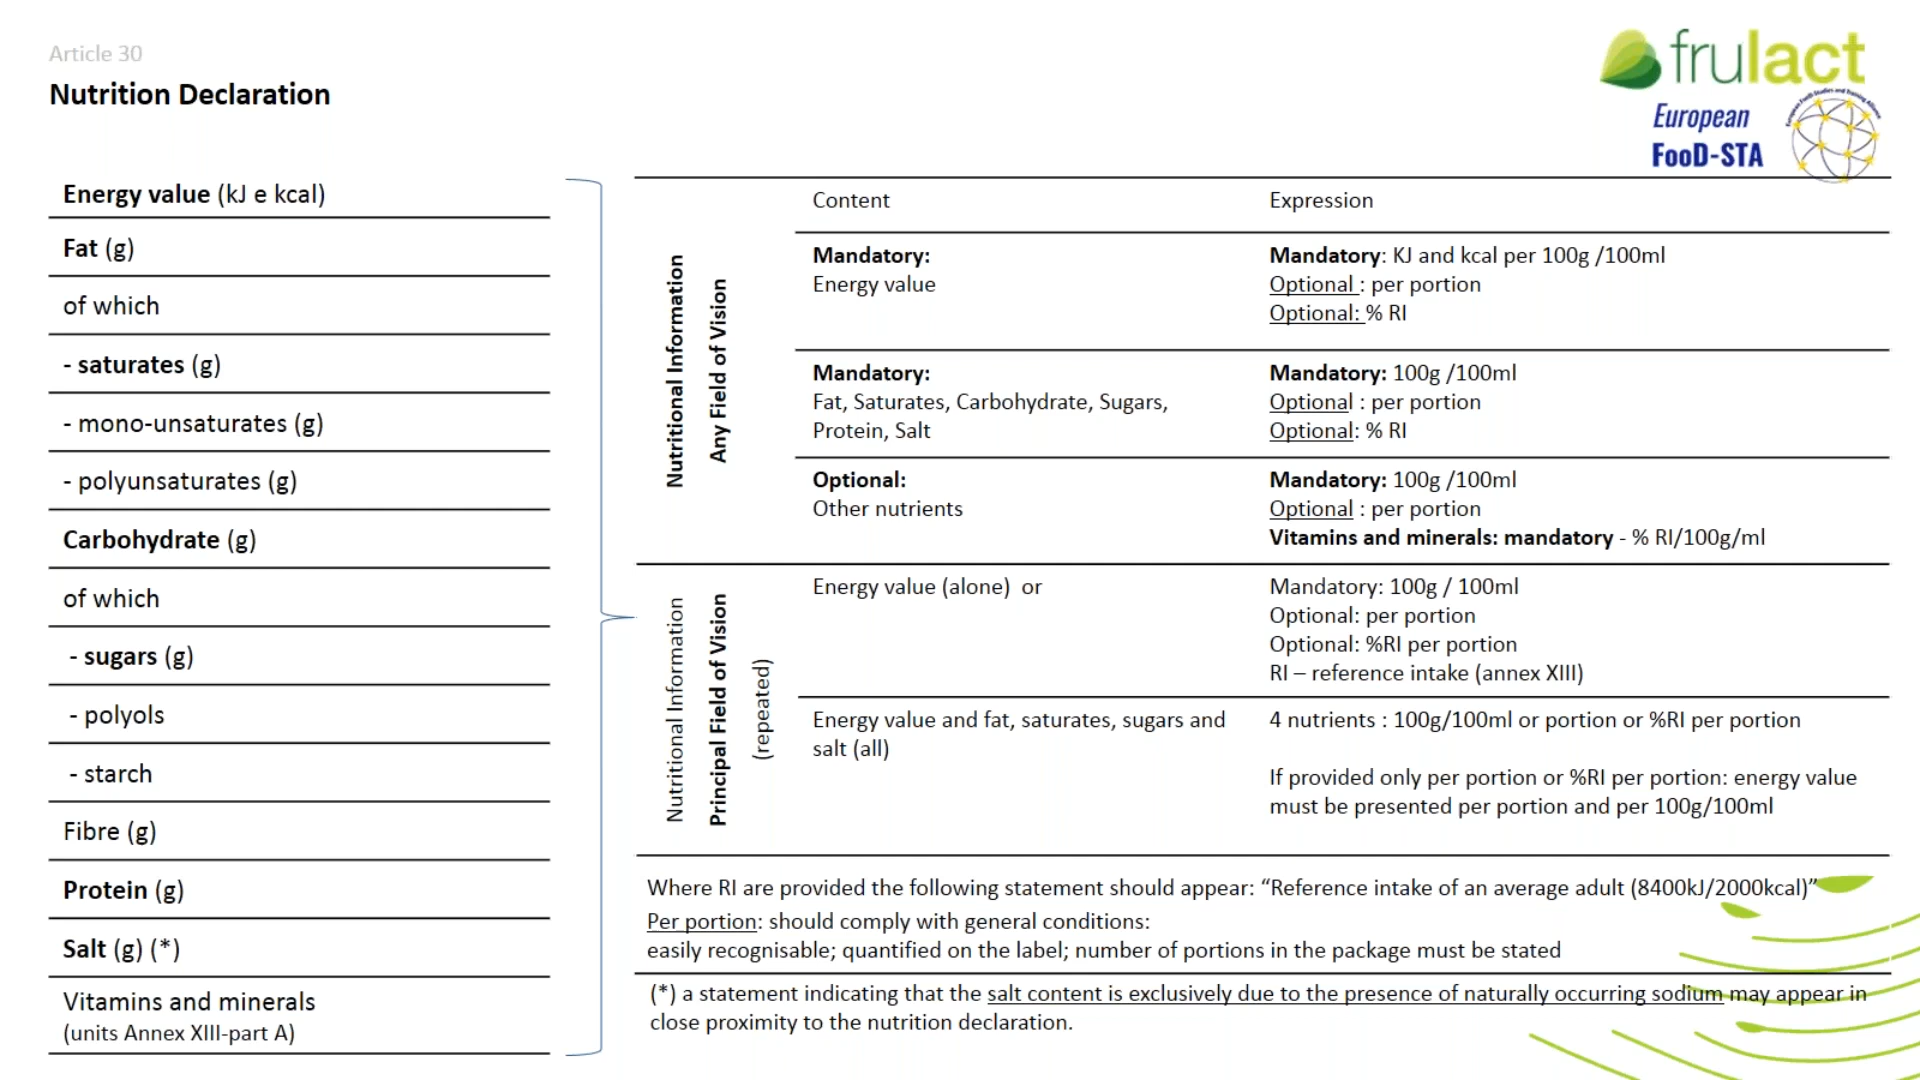 Article 30
Nutrition Declaration
frulact
European
FooD-STA
European FooD-Studies and Training Alliance
Energy value (kJ e kcal)
Fat (g)
of which
- saturates (g)
- mono-unsaturates (g)
- polyunsaturates (g)
Carbohydrate (g)
of which
- sugars (g)
- polyols
- starch
Fibre (g)
Protein (g)
Salt (g) (*)
Vitamins and minerals
(units Annex XIII-part A)
Content
Expression
Nutritional Information
Any Field of Vision
Mandatory:
Energy value
Mandatory: KJ and kcal per 100g /100ml
Optional : per portion
Optional: % RI
Mandatory:
Fat, Saturates, Carbohydrate, Sugars,
Protein, Salt
Mandatory: 100g /100ml
Optional : per portion
Optional: % RI
Optional:
Other nutrients
Mandatory: 100g /100ml
Optional : per portion
Vitamins and minerals: mandatory - % RI/100g/ml
Nutritional Information
Principal Field of Vision
(repeated)
Energy value (alone)  or
Mandatory: 100g / 100ml
Optional: per portion
Optional: %RI per portion
RI – reference intake (annex XIII)
Energy value and fat, saturates, sugars and
salt (all)
4 nutrients : 100g/100ml or portion or %RI per portion
If provided only per portion or %RI per portion: energy value
must be presented per portion and per 100g/100ml
Where RI are provided the following statement should appear: “Reference intake of an average adult (8400kJ/2000kcal)”
Per portion: should comply with general conditions:
easily recognisable; quantified on the label; number of portions in the package must be stated
(*) a statement indicating that the salt content is exclusively due to the presence of naturally occurring sodium may appear in
close proximity to the nutrition declaration.